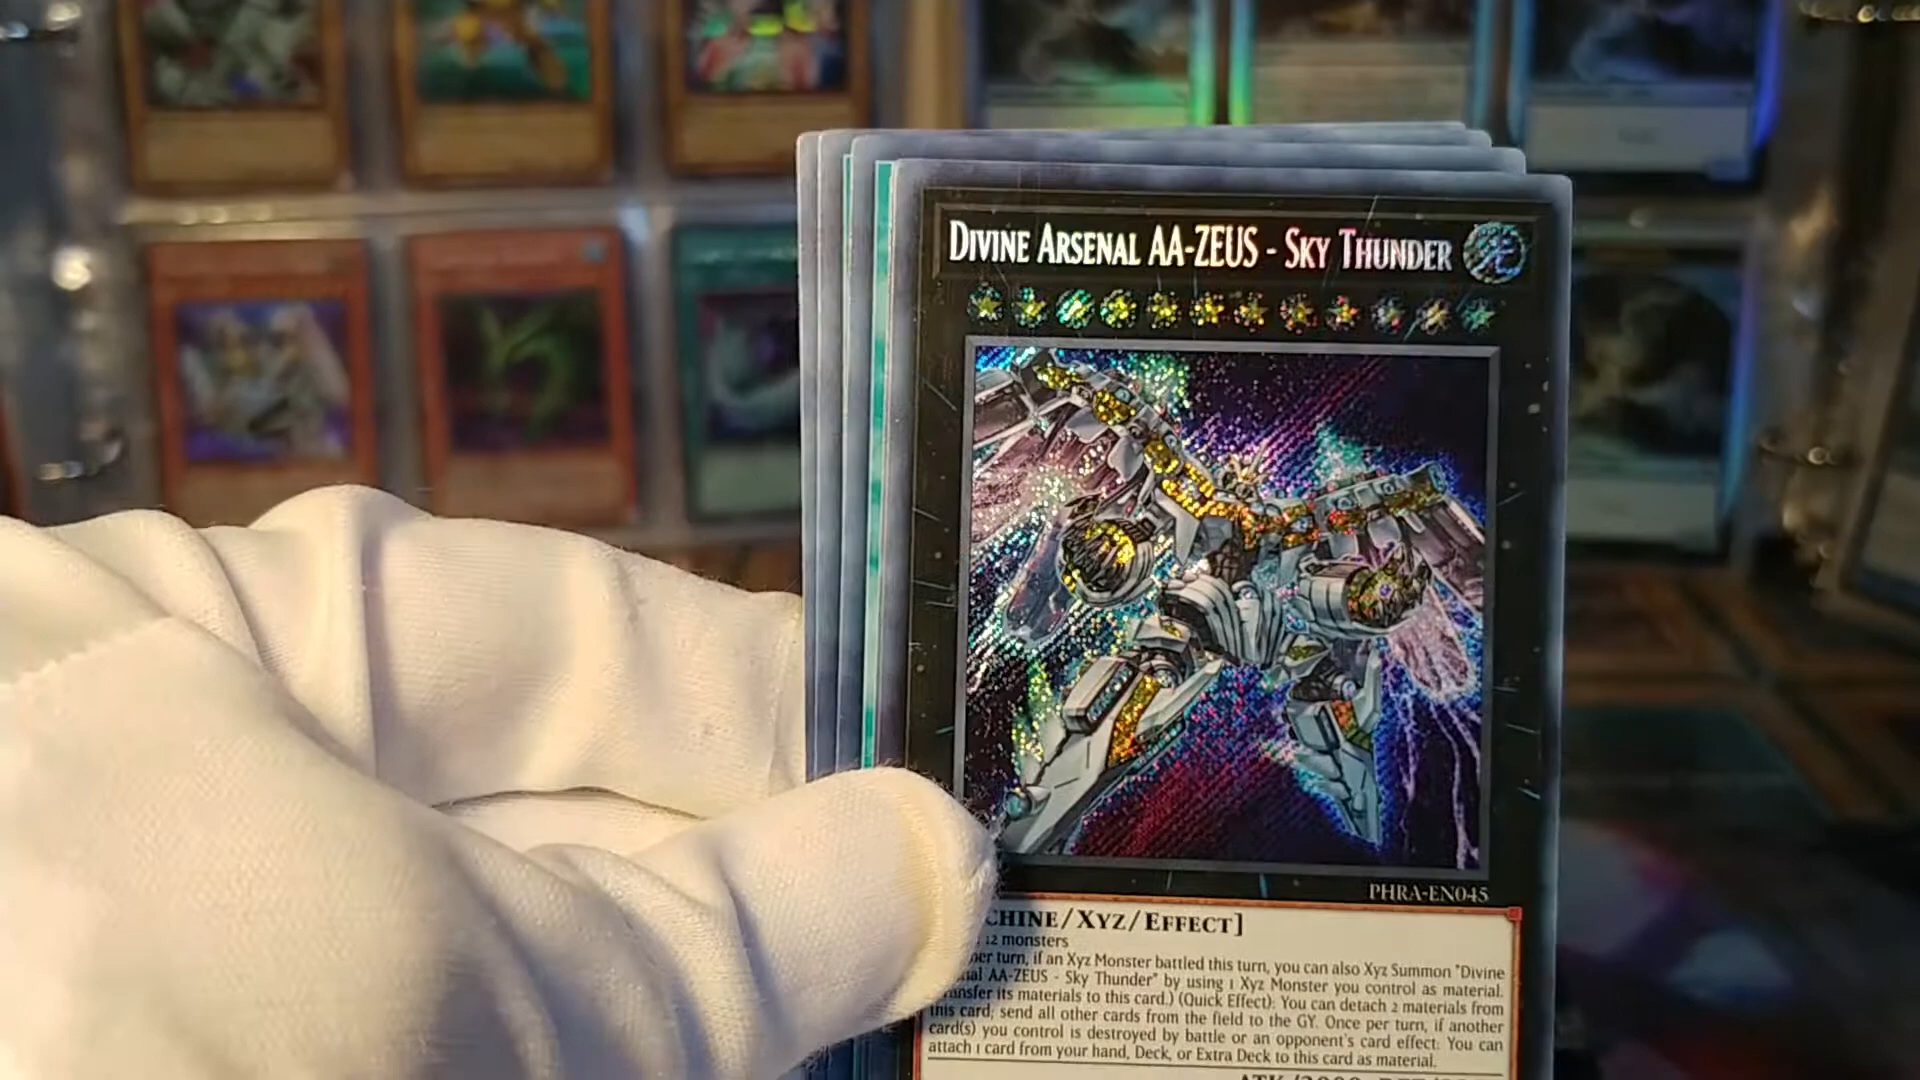 DIVINE ARSENAL AA-ZEUS - SKY THUNDER
PHRA-EN045
CHINE/XYZ/EFFECT]
12 monsters
per turn, if an Xyz Monster battled this turn, you can also Xyz Summon "Divine
nal AA-ZEUS - Sky Thunder" by using 1 Xyz Monster you control as material.
ansfer its materials to this card.) (Quick Effect): You can detach 2 materials from
this card; send all other cards from the field to the GY. Once per turn, if another
card(s) you control is destroyed by battle or an opponent's card effect: You can
attach 1 card from your hand, Deck, or Extra Deck to this card as material.